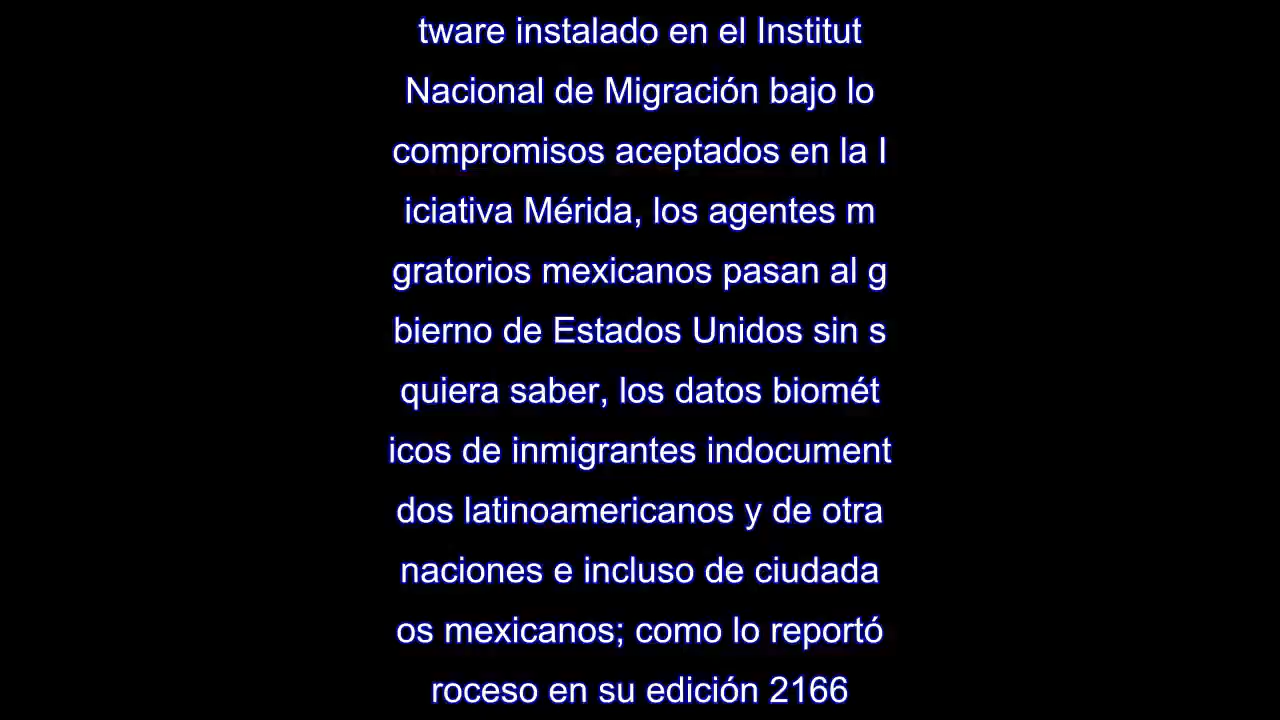 tware instalado en el Institut
Nacional de Migración bajo lo
compromisos aceptados en la I
iciativa Mérida, los agentes m
gratorios mexicanos pasan al g
bierno de Estados Unidos sin s
quiera saber, los datos biomét
icos de inmigrantes indocument
dos latinoamericanos y de otra
naciones e incluso de ciudada
os mexicanos; como lo reportó
roceso en su edición 2166